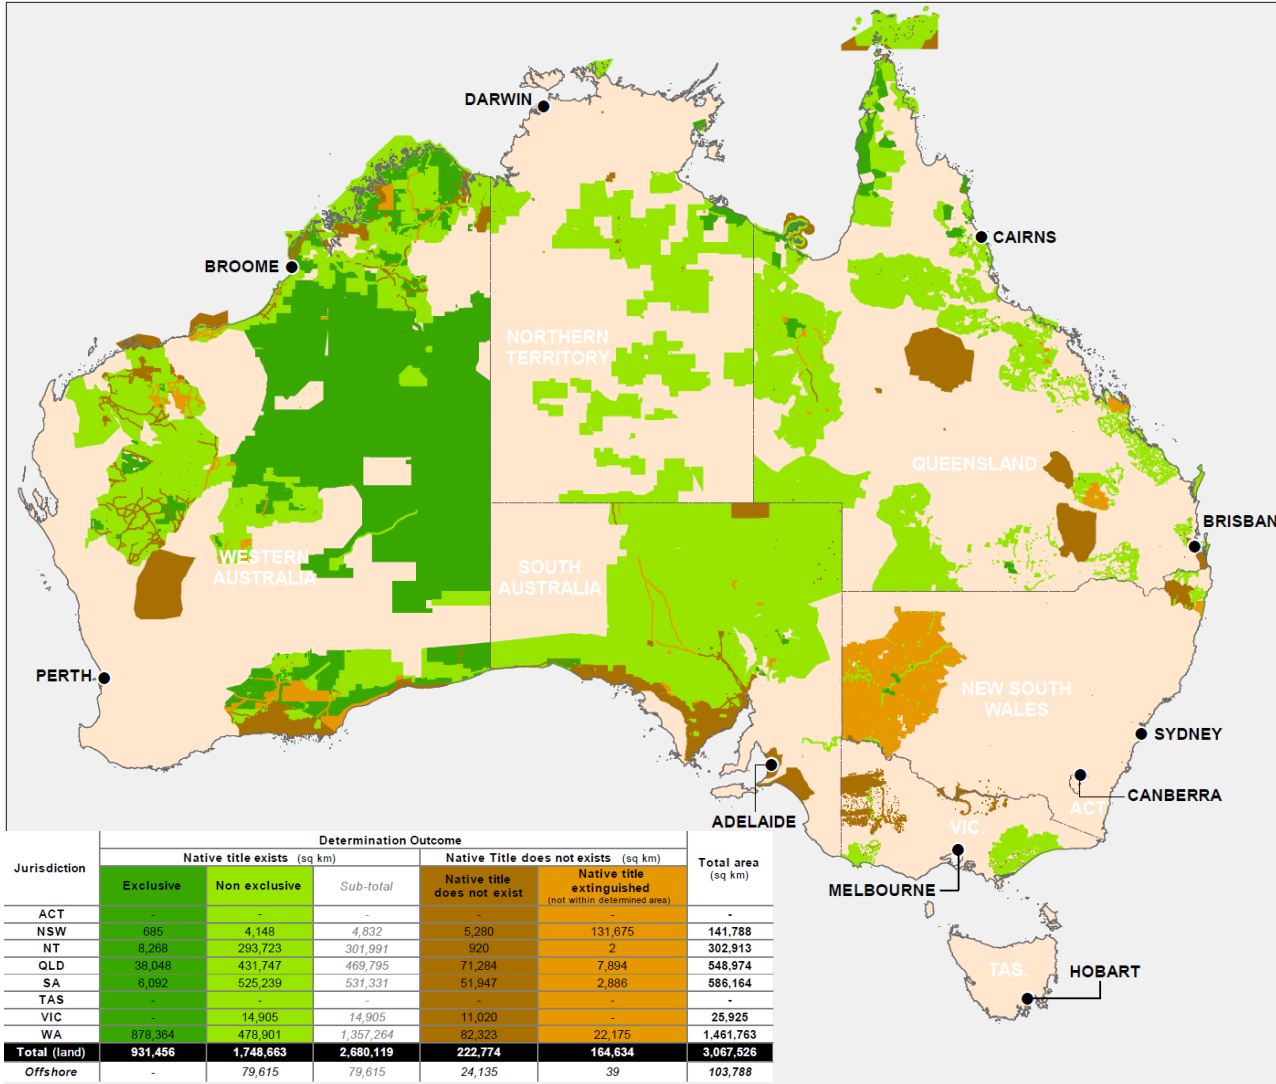 DARWIN
CAIRNS
BROOME
NORTHERN
TERRITORY
QUEENSLAND
BRISBAN
WESTERN
AUSTRALIA
SOUTH
AUSTRALIA
PERTH
NEW SOUTH
WALES
SYDNEY
CANBERRA
ACT
ADELAIDE
VIC.
MELBOURNE
TAS.
HOBART
Jurisdiction
Determination Outcome
Total area
(sq km)
Native title exists (sq km)
Native Title does not exists (sq km)
Exclusive
Non exclusive
Sub-total
Native title
does not exist
Native title
extinguished
(not within determined area)
ACT - - - - - -
NSW 685 4,148 4,832 5,280 131,675 141,788
NT 8,268 293,723 301,991 920 2 302,913
QLD 38,048 431,747 469,795 71,284 7,894 548,974
SA 6,092 525,239 531,331 51,947 2,886 586,164
TAS - - - - - -
VIC - 14,905 14,905 11,020 - 25,925
WA 878,364 478,901 1,357,264 82,323 22,175 1,461,763
Total (land) 931,456 1,748,663 2,680,119 222,774 164,634 3,067,526
Offshore - 79,615 79,615 24,135 39 103,788